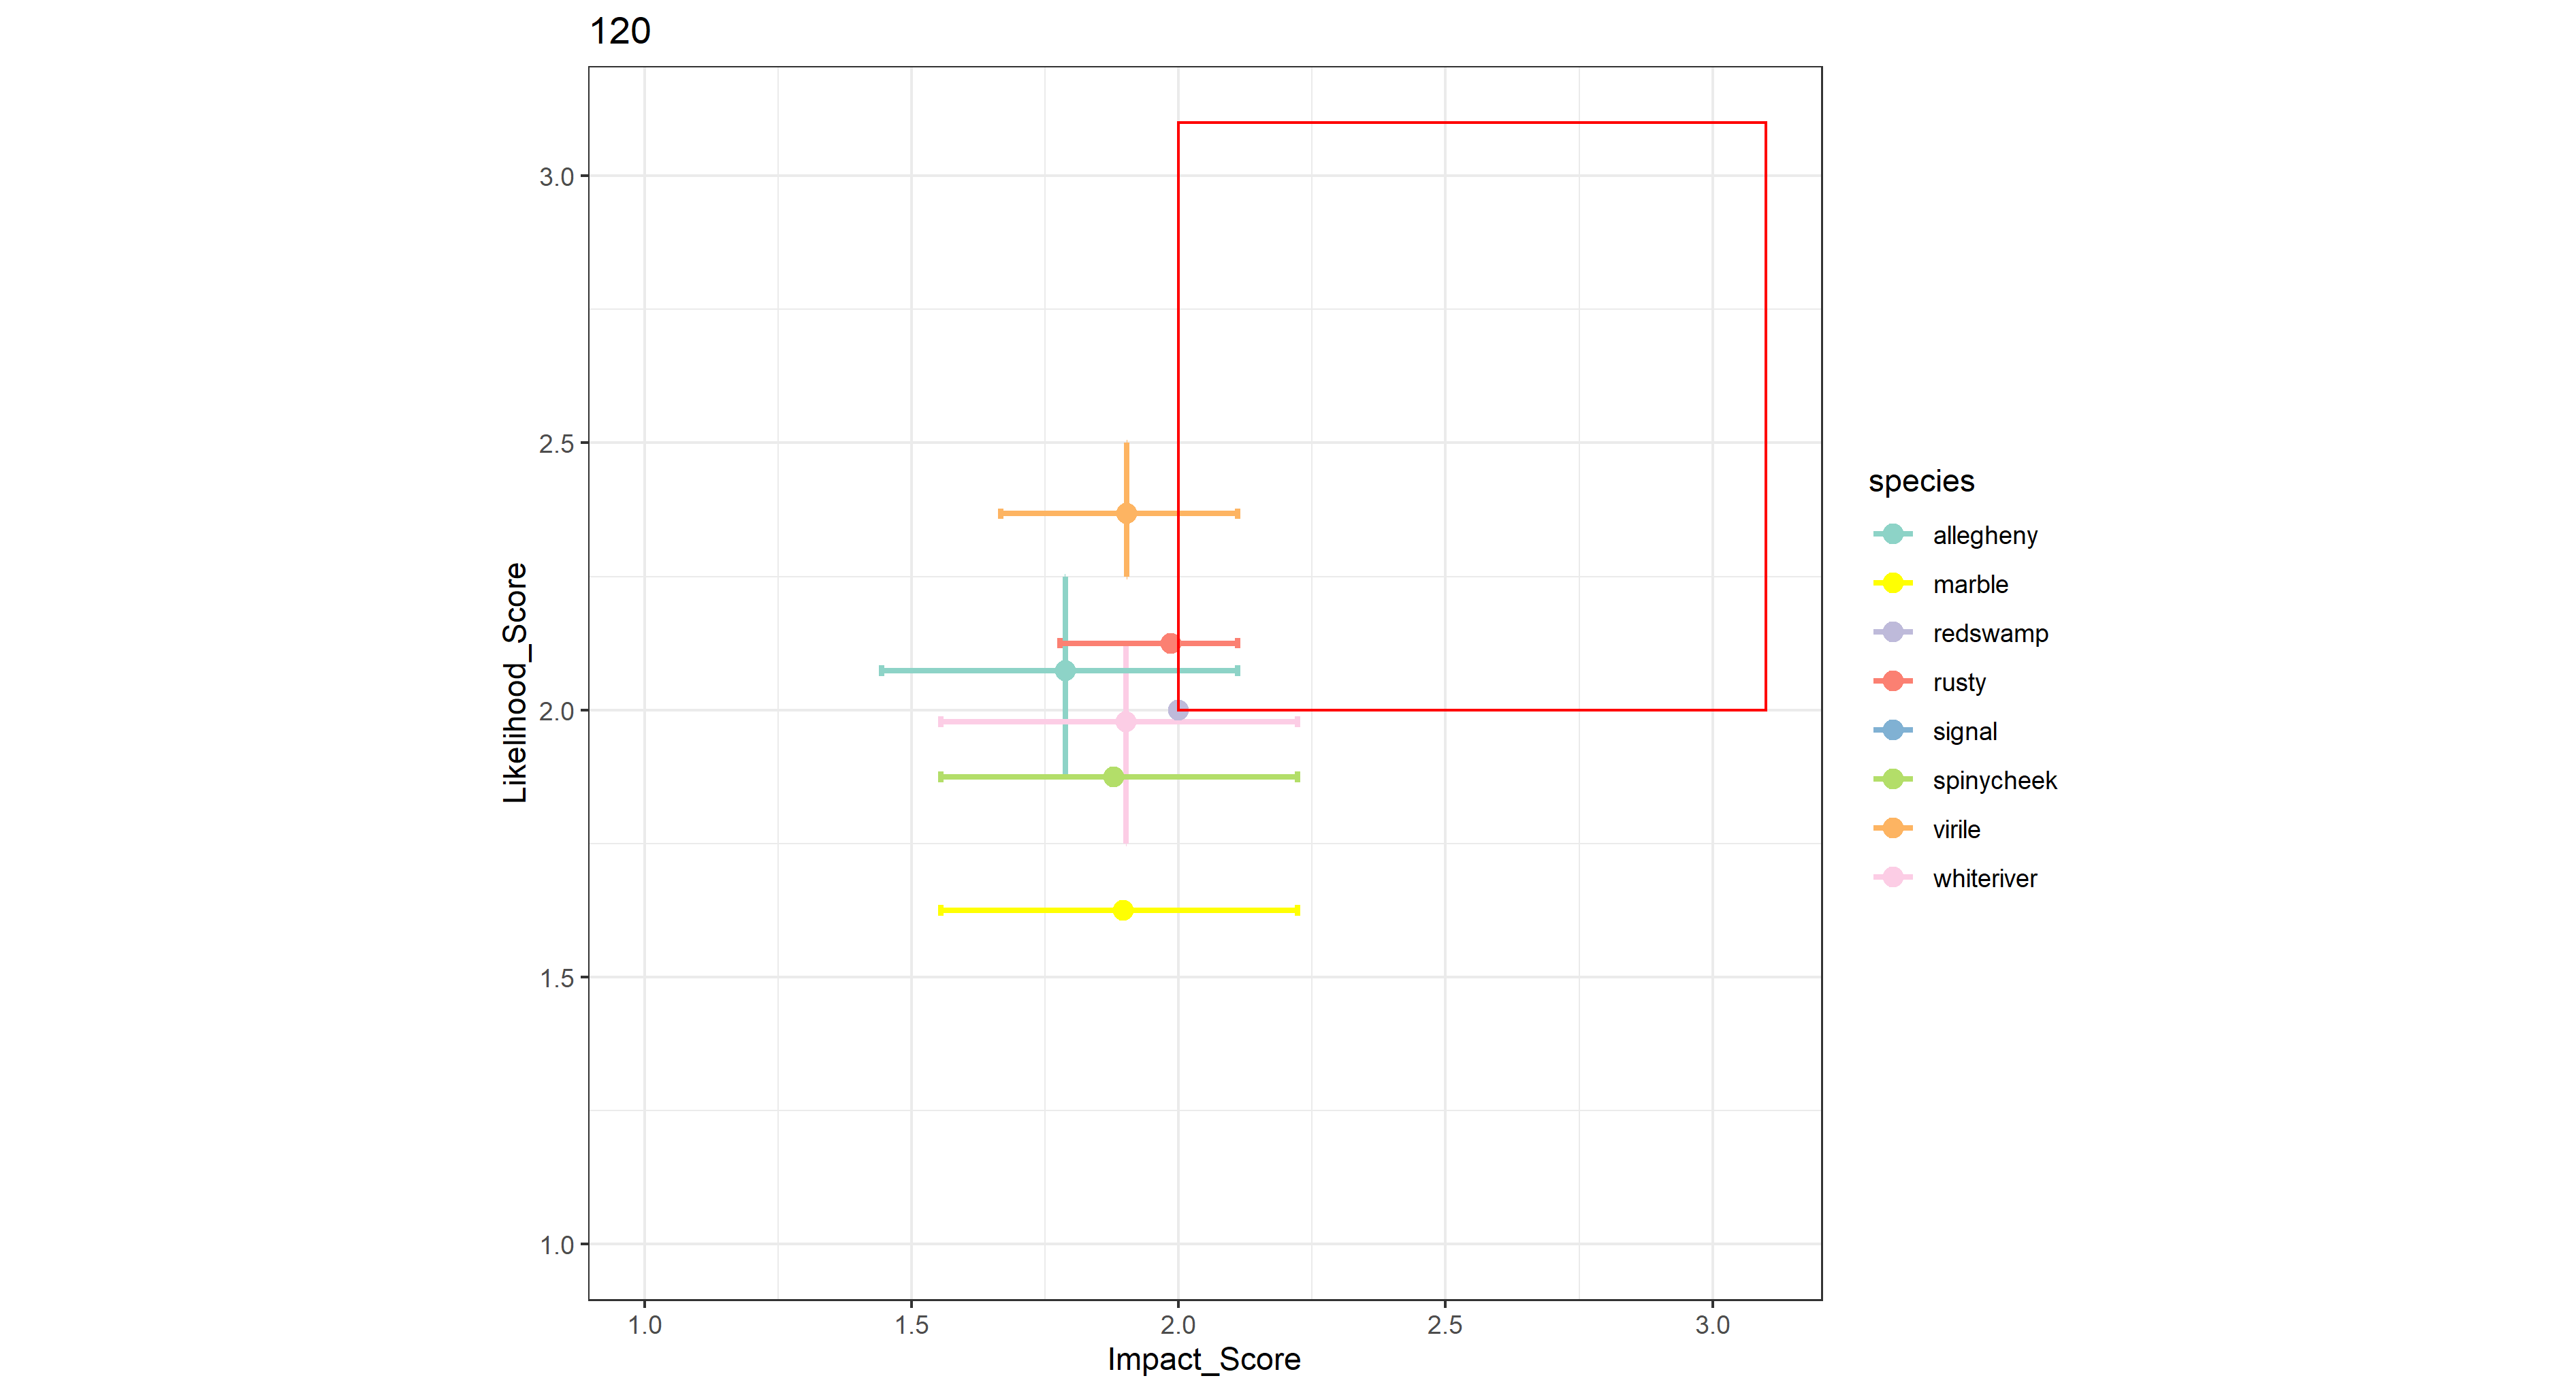 120
3.0
2.5
2.0
1.5
1.0
Likelihood_Score
1.0 1.5 2.0 2.5 3.0
Impact_Score
species
allegheny
marble
redswamp
rusty
signal
spinycheek
virile
whiteriver